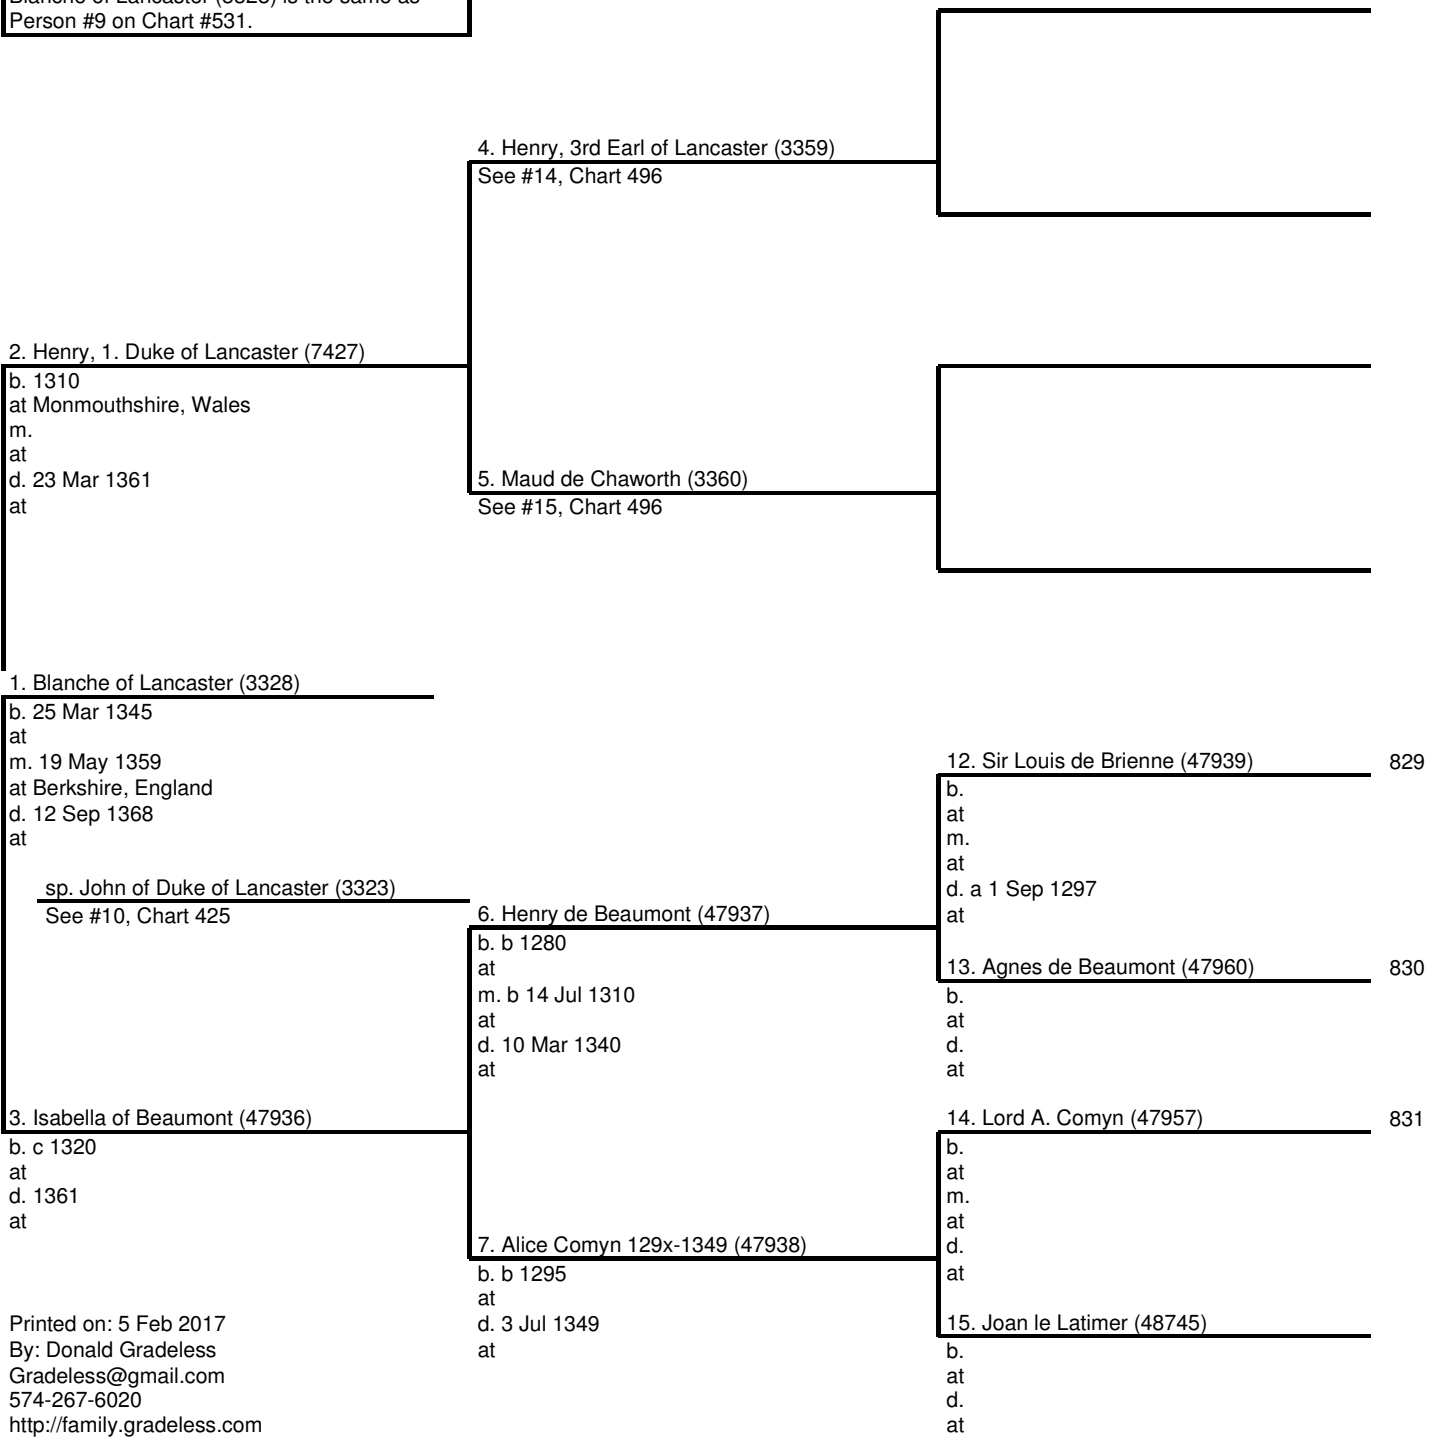 Person #9 on Chart #531.
4. Henry, 3rd Earl of Lancaster (3359)
See #14, Chart 496
2. Henry, 1. Duke of Lancaster (7427)
b. 1310
at Monmouthshire, Wales
m.
at
d. 23 Mar 1361
at
5. Maud de Chaworth (3360)
See #15, Chart 496
1. Blanche of Lancaster (3328)
b. 25 Mar 1345
at
m. 19 May 1359
at Berkshire, England
d. 12 Sep 1368
at
sp. John of Duke of Lancaster (3323)
See #10, Chart 425
12. Sir Louis de Brienne (47939) 829
b.
at
m.
at
d. a 1 Sep 1297
at
6. Henry de Beaumont (47937)
b. b 1280
at
m. b 14 Jul 1310
at
d. 10 Mar 1340
at
13. Agnes de Beaumont (47960) 830
b.
at
d.
at
3. Isabella of Beaumont (47936)
b. c 1320
at
d. 1361
at
14. Lord A. Comyn (47957) 831
b.
at
m.
at
d.
at
7. Alice Comyn 129x-1349 (47938)
b. b 1295
at
d. 3 Jul 1349
at
15. Joan le Latimer (48745)
b.
at
d.
at
Printed on: 5 Feb 2017
By: Donald Gradeless
Gradeless@gmail.com
574-267-6020
http://family.gradeless.com